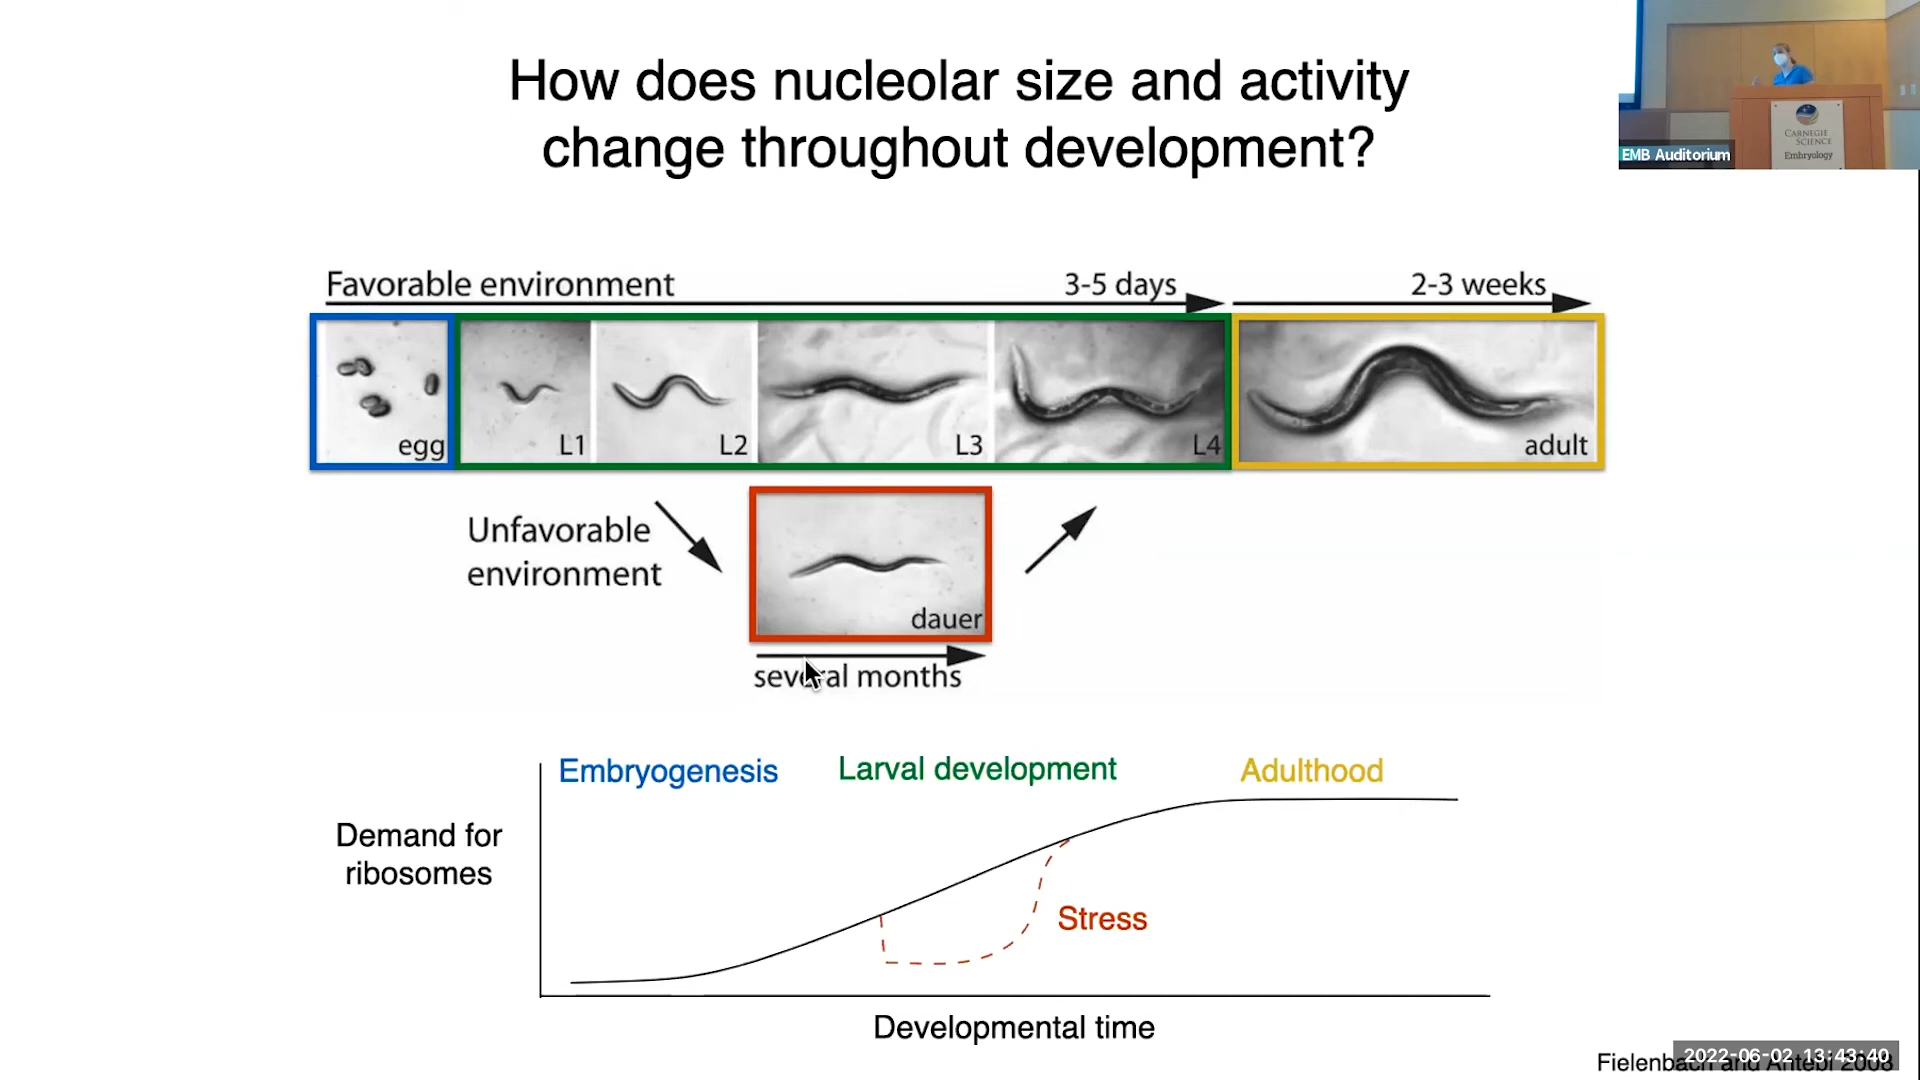 How does nucleolar size and activity
change throughout development?
CARNEGIE
SCIENCE
Embryology
EMB Auditorium
Favorable environment
3-5 days
2-3 weeks
egg
L1
L2
L3
L4
adult
Unfavorable
environment
dauer
several months
Embryogenesis
Larval development
Adulthood
Demand for
ribosomes
Stress
Developmental time
Fielenbach and Antebi 2008
2022-06-02 13:43:40